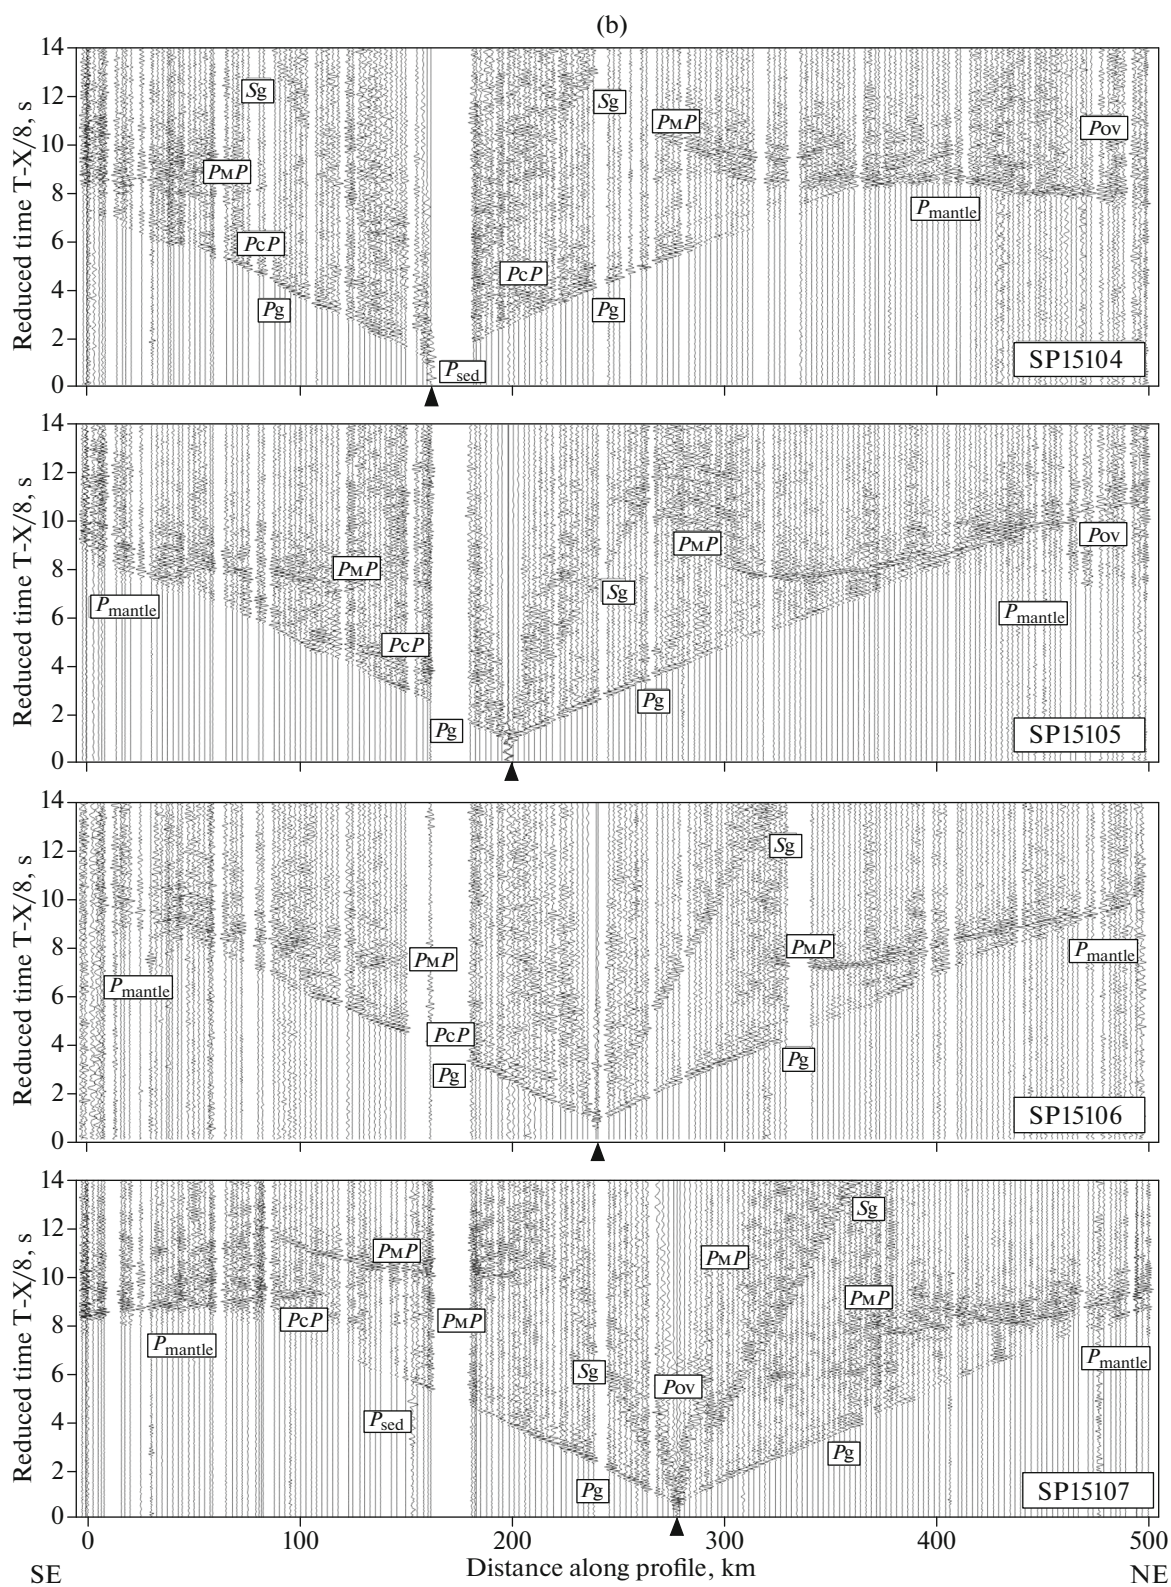 (b)
14
12
10
8
6
4
2
0
Reduced time T-X/8, s
Sg
Sg
PMP
Pov
PMP
Pmantle
PcP
PcP
Pg
Pg
Psed
SP15104
14
12
10
8
6
4
2
0
Reduced time T-X/8, s
PMP
PMP
Pov
Pmantle
Sg
Pmantle
PcP
Pg
Pg
SP15105
14
12
10
8
6
4
2
0
Reduced time T-X/8, s
Sg
PMP
PMP
Pmantle
Pmantle
PcP
Pg
Pg
SP15106
14
12
10
8
6
4
2
0
Reduced time T-X/8, s
Sg
PMP
PMP
PMP
PcP
PMP
Pmantle
Pmantle
Sg
Pov
Psed
Pg
Pg
SP15107
0 100 200 300 400 500
SE Distance along profile, km NE